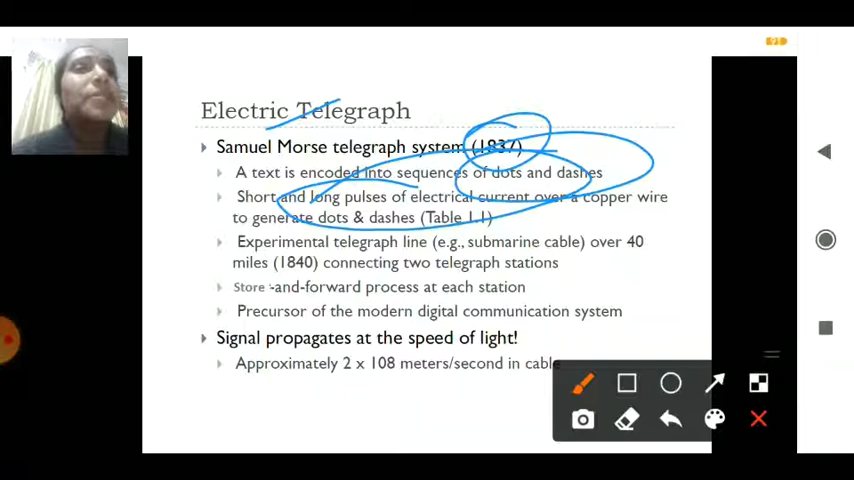 91
Electric Telegraph
Samuel Morse telegraph system (1837)
A text is encoded into sequences of dots and dashes
Short and long pulses of electrical current over a copper wire
to generate dots & dashes (Table 1.1)
Experimental telegraph line (e.g., submarine cable) over 40
miles (1840) connecting two telegraph stations
Store -and-forward process at each station
Precursor of the modern digital communication system
Signal propagates at the speed of light!
Approximately 2 x 108 meters/second in cable